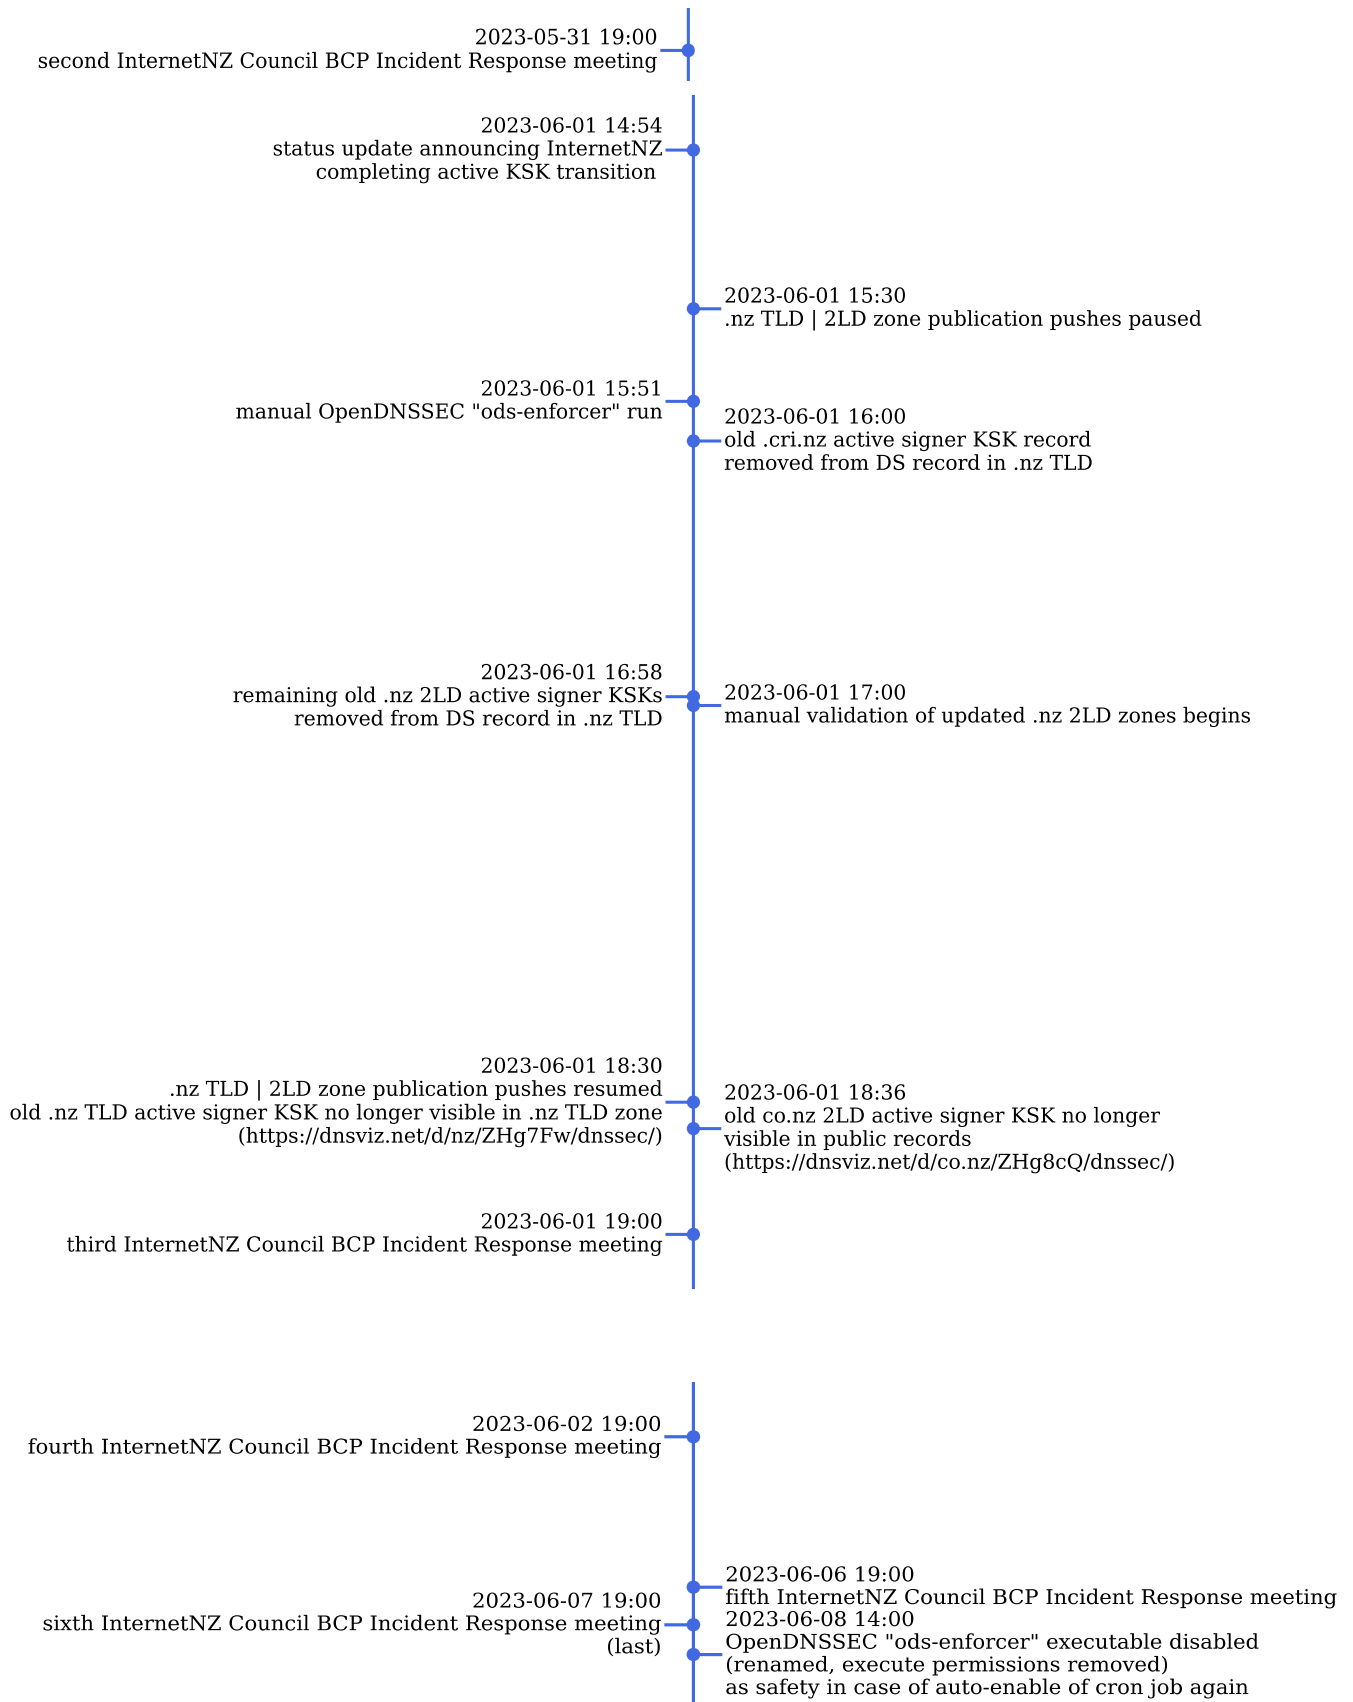 2023-05-31 19:00
second InternetNZ Council BCP Incident Response meeting
2023-06-01 14:54
status update announcing InternetNZ
completing active KSK transition
2023-06-01 15:30
.nz TLD | 2LD zone publication pushes paused
2023-06-01 15:51
manual OpenDNSSEC "ods-enforcer" run
2023-06-01 16:00
old .cri.nz active signer KSK record
removed from DS record in .nz TLD
2023-06-01 16:58
remaining old .nz 2LD active signer KSKs
removed from DS record in .nz TLD
2023-06-01 17:00
manual validation of updated .nz 2LD zones begins
2023-06-01 18:30
.nz TLD | 2LD zone publication pushes resumed
old .nz TLD active signer KSK no longer visible in .nz TLD zone
(https://dnsviz.net/d/nz/ZHg7Fw/dnssec/)
2023-06-01 18:36
old co.nz 2LD active signer KSK no longer
visible in public records
(https://dnsviz.net/d/co.nz/ZHg8cQ/dnssec/)
2023-06-01 19:00
third InternetNZ Council BCP Incident Response meeting
2023-06-02 19:00
fourth InternetNZ Council BCP Incident Response meeting
2023-06-06 19:00
fifth InternetNZ Council BCP Incident Response meeting
2023-06-07 19:00
sixth InternetNZ Council BCP Incident Response meeting
(last)
2023-06-08 14:00
OpenDNSSEC "ods-enforcer" executable disabled
(renamed, execute permissions removed)
as safety in case of auto-enable of cron job again